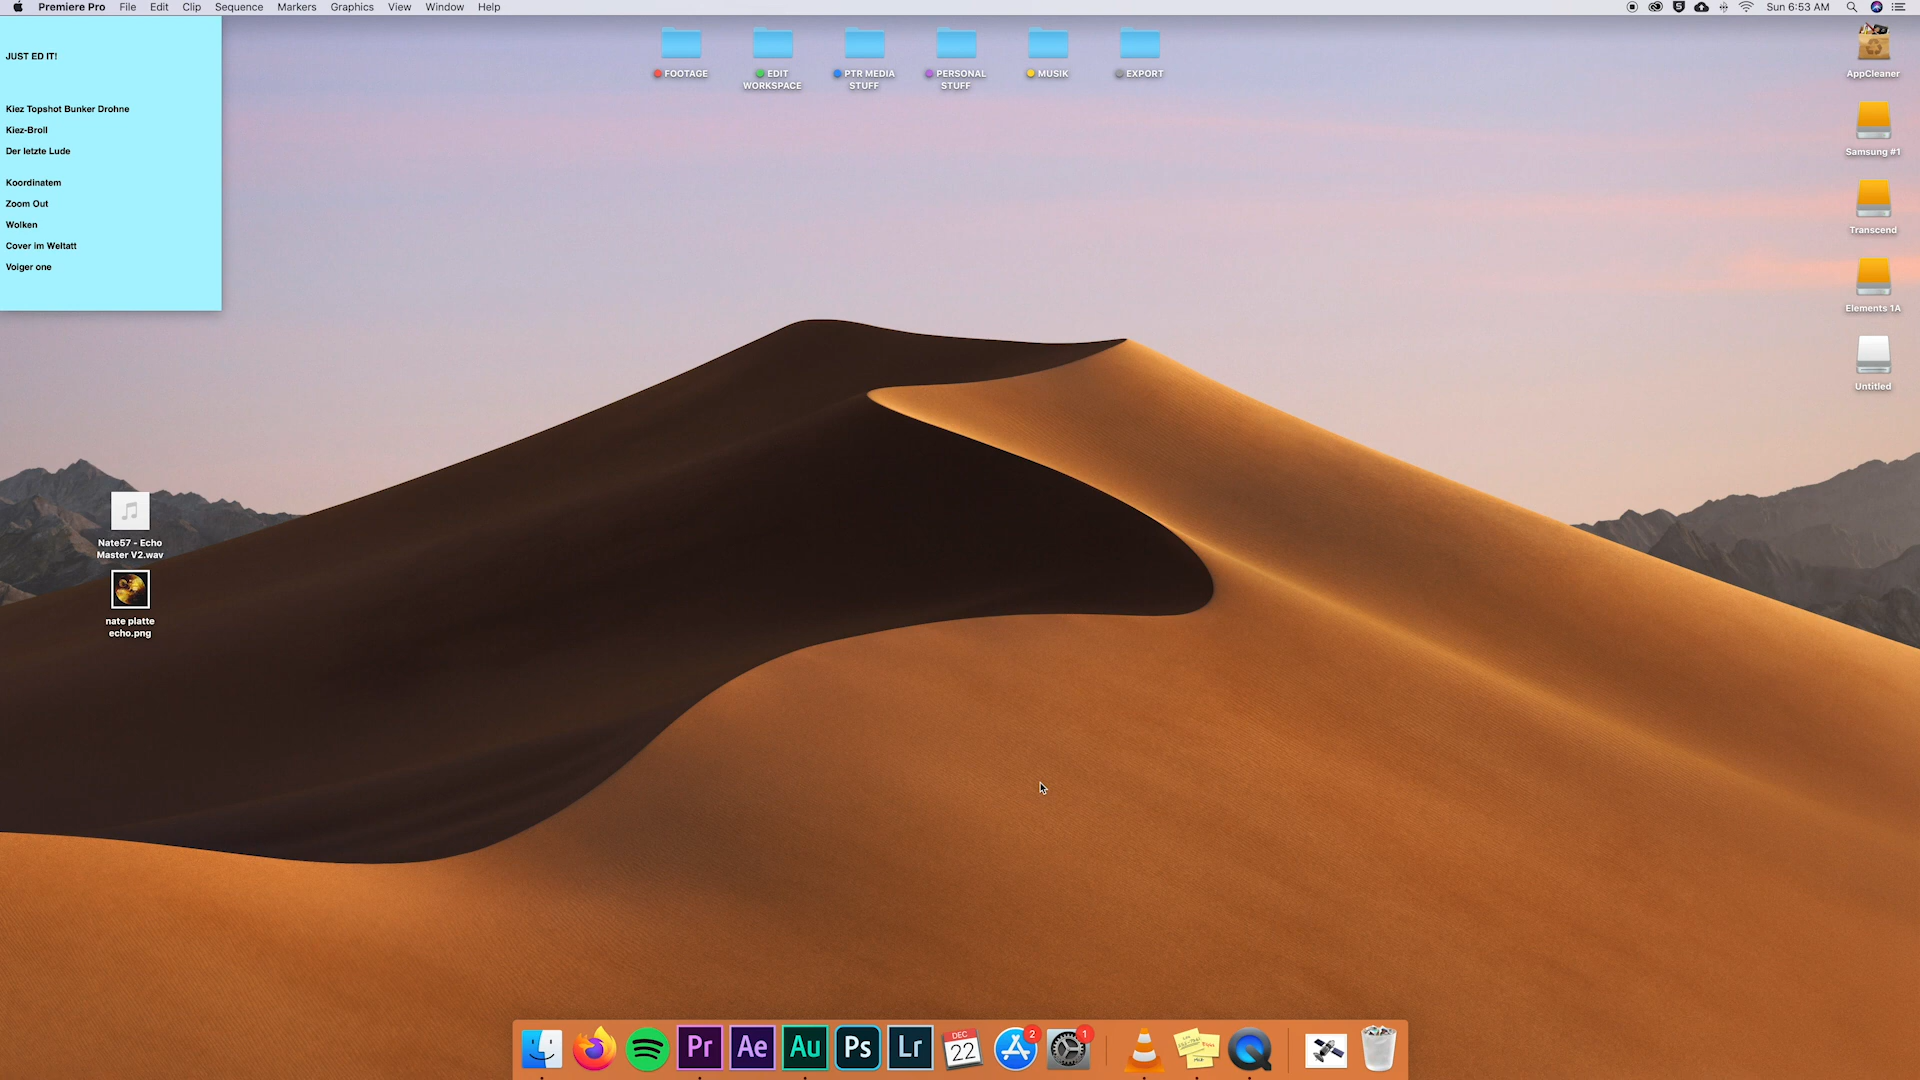 Premiere Pro File Edit Clip Sequence Markers Graphics View Window Help
5 Sun 6:53 AM
JUST ED IT!
Kiez Topshot Bunker Drohne
Kiez-Broll
Der letzte Lude
Koordinatem
Zoom Out
Wolken
Cover im Weltatt
Voiger one
FOOTAGE
EDIT
WORKSPACE
PTR MEDIA
STUFF
PERSONAL
STUFF
MUSIK
EXPORT
AppCleaner
Samsung #1
Transcend
Elements 1A
Untitled
Nate57 - Echo
Master V2.wav
nate platte
echo.png
Pr
Ae
Au
Ps
Lr
DEC
22
2
1